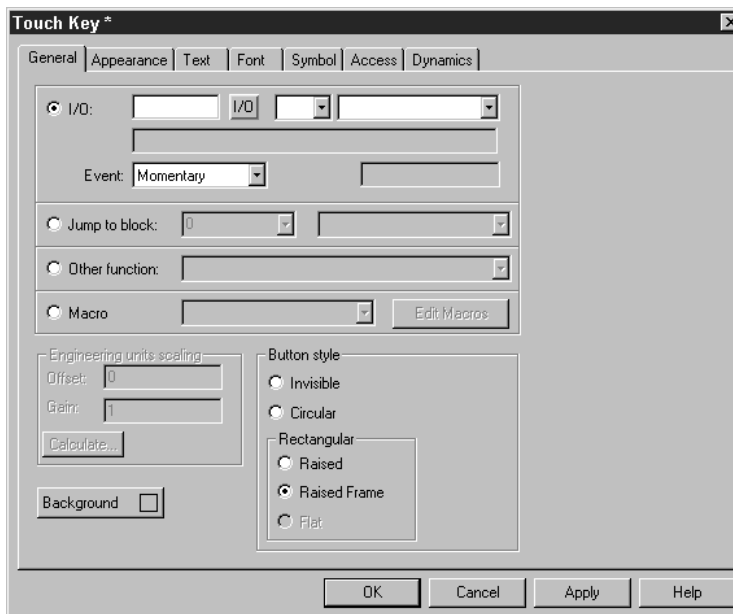 Touch Key *
General Appearance Text Font Symbol Access Dynamics
I/O: I/O
Event: Momentary
Jump to block: 0
Other function:
Macro Edit Macros
Engineering units scaling
Offset: 0
Gain: 1
Calculate...
Background
Button style
Invisible
Circular
Rectangular
Raised
Raised Frame
Flat
OK Cancel Apply Help